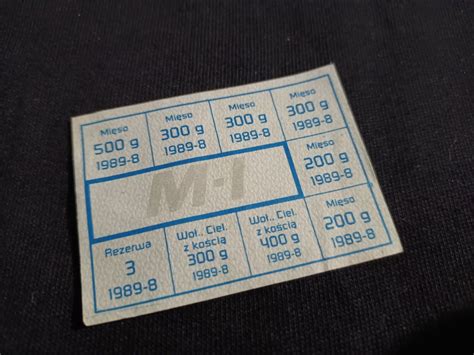 Mięso
500 g
1989-8
Mięso
300 g
1989-8
Mięso
300 g
1989-8
Mięso
300 g
1989-8
M-I
Mięso
200 g
1989-8
Rezerwa
3
1989-8
Woł.. Ciel.
z kością
300 g
1989-8
Woł.. Ciel.
z kością
400 g
1989-8
Mięso
200 g
1989-8